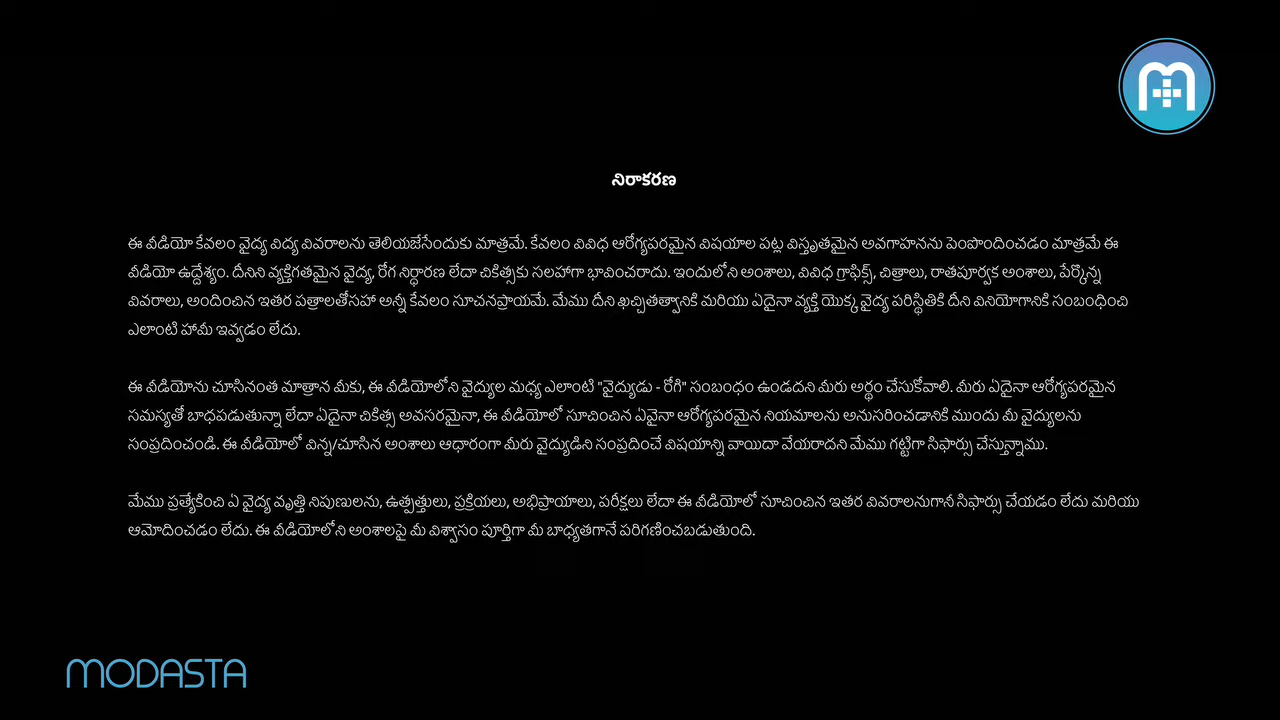 నిరాకరణ
ఈ వీడియో కేవలం వైద్య విద్య వివరాలను తెలియజేసేందుకు మాత్రమే. కేవలం వివిధ ఆరోగ్యపరమైన విషయాల పట్ల విస్తృతమైన అవగాహనను పెంపొందించడం మాత్రమే ఈ
వీడియో ఉద్దేశ్యం. దీనిని వ్యక్తిగతమైన వైద్య, రోగ నిర్ధారణ లేదా చికిత్సకు సలహాగా భావించరాదు. ఇందులోని అంశాలు, వివిధ గ్రాఫిక్స్, చిత్రాలు, రాతపూర్వక అంశాలు, పేర్కొన్న
వివరాలు, అందించిన ఇతర పత్రాలతోసహా అన్నీ కేవలం సూచనప్రాయమే. మేము దీని ఖచ్చితత్వానికి మరియు ఏదైనా వ్యక్తి యొక్క వైద్య పరిస్థితికి దీని వినియోగానికి సంబంధించి
ఎలాంటి హామీ ఇవ్వడం లేదు.
ఈ వీడియోను చూసినంత మాత్రాన మీకు, ఈ వీడియోలోని వైద్యుల మధ్య ఎలాంటి "వైద్యుడు - రోగి" సంబంధం ఉండదని మీరు అర్థం చేసుకోవాలి. మీరు ఏదైనా ఆరోగ్యపరమైన
సమస్యతో బాధపడుతున్నా లేదా ఏదైనా చికిత్స అవసరమైనా, ఈ వీడియోలో సూచించిన ఏవైనా ఆరోగ్యపరమైన నియమాలను అనుసరించడానికి ముందు మీ వైద్యులను
సంప్రదించండి. ఈ వీడియోలో విన్న/చూసిన అంశాలు ఆధారంగా మీరు వైద్యుడిని సంప్రదించే విషయాన్ని వాయిదా వేయరాదని మేము గట్టిగా సిఫార్సు చేస్తున్నాము.
మేము ప్రత్యేకించి ఏ వైద్య వృత్తి నిపుణులను, ఉత్పత్తులు, ప్రక్రియలు, అభిప్రాయాలు, పరీక్షలు లేదా ఈ వీడియోలో సూచించిన ఇతర వివరాలనుగానీ సిఫార్సు చేయడం లేదు మరియు
ఆమోదించడం లేదు. ఈ వీడియోలోని అంశాలపై మీ విశ్వాసం పూర్తిగా మీ బాధ్యతగానే పరిగణించబడుతుంది.
MODASTA